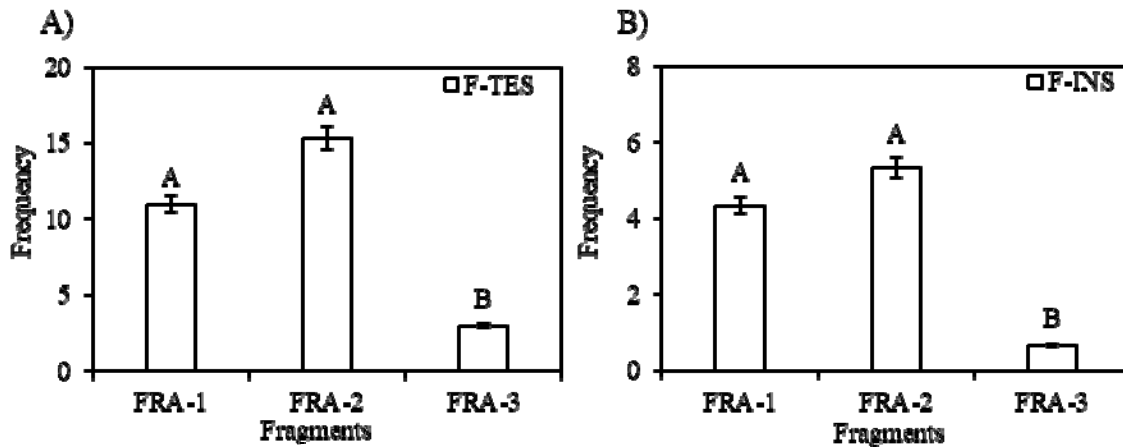 A)
20
15
10
5
0
Frequency
F-TES
A
A
B
FRA-1 FRA-2 FRA-3
Fragments
B)
8
6
4
2
0
Frequency
F-INS
A
A
B
FRA-1 FRA-2 FRA-3
Fragments